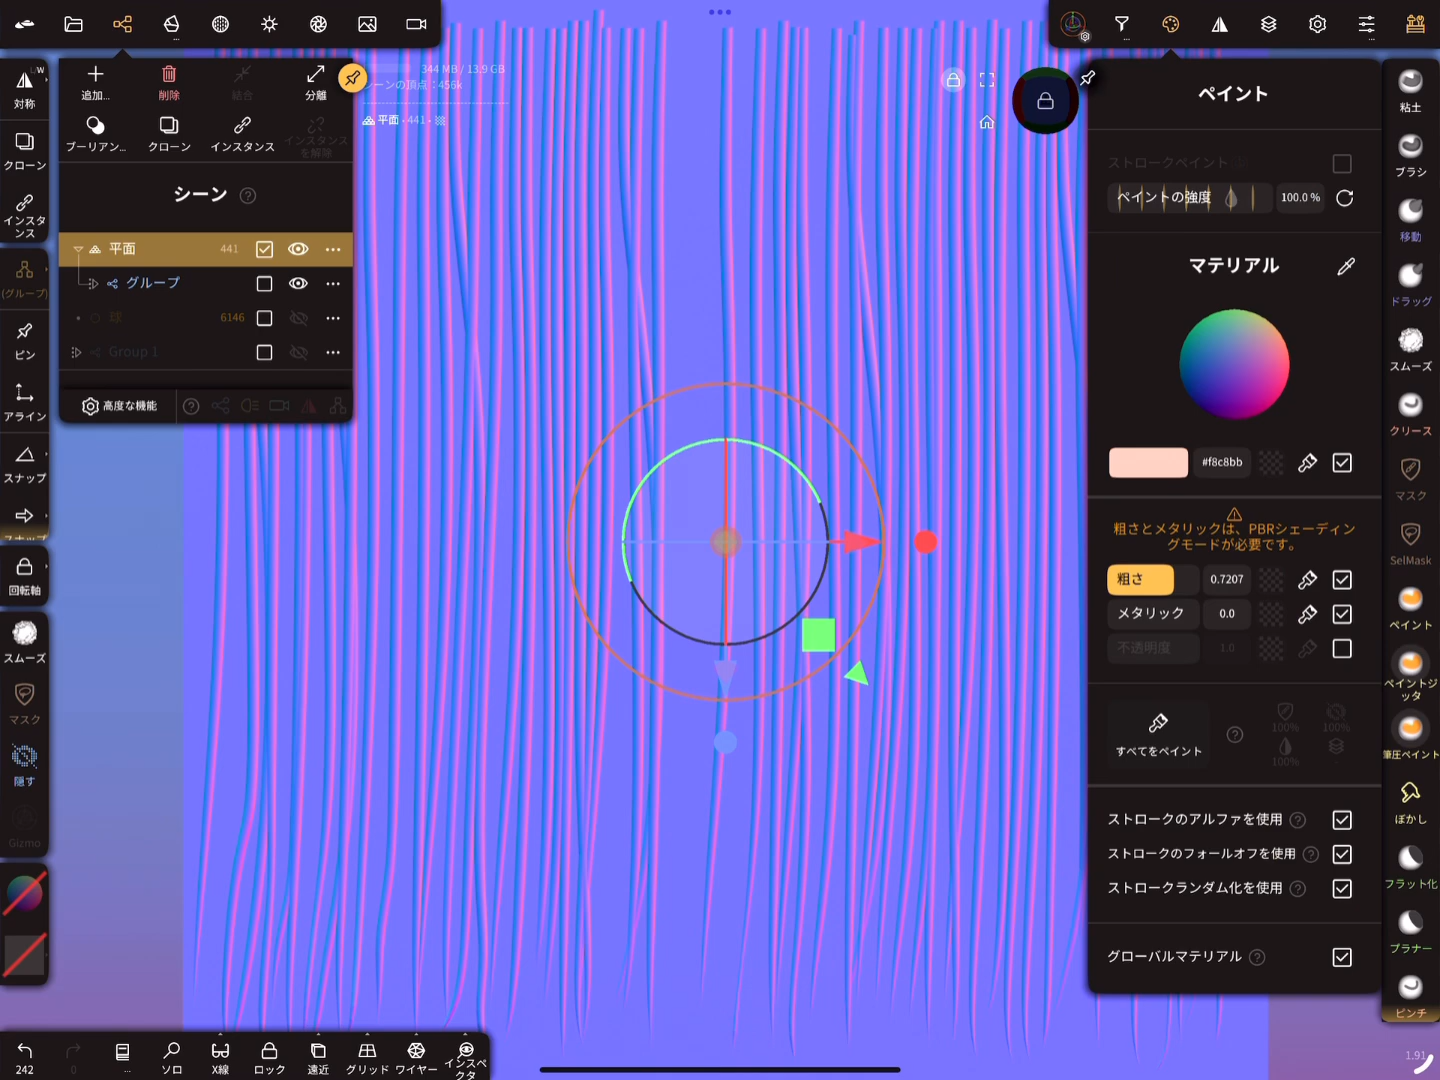 344 MB / 13.9 GB
シーンの頂点：456k
平面 · 441 ·
追加...
削除
結合
分離
ブーリアン...
クローン
インスタンス
インスタンス
を解除
シーン
平面 441
グループ
球 6146
Group 1
高度な機能
L/W
対称
クローン
インスタ
ンス
(グループ)
ピン
アライン
スナップ
回転軸
スムーズ
マスク
隠す
Gizmo
242
0
...
ソロ
X線
ロック
遠近
グリッド
ワイヤー
インスペ
クタ
ペイント
ストロークペイント
ペイントの強度 100.0 %
マテリアル
#f8c8bb
粗さとメタリックは、PBRシェーディン
グモードが必要です。
粗さ 0.7207
メタリック 0.0
不透明度 1.0
すべてをペイント
100% 100%
100%
ストロークのアルファを使用
ストロークのフォールオフを使用
ストロークランダム化を使用
グローバルマテリアル
粘土
ブラシ
移動
ドラッグ
スムーズ
クリース
マスク
SelMask
ペイント
ペイントジ
ッタ
筆圧ペイント
ぼかし
フラット化
プラナー
ピンチ
1.91